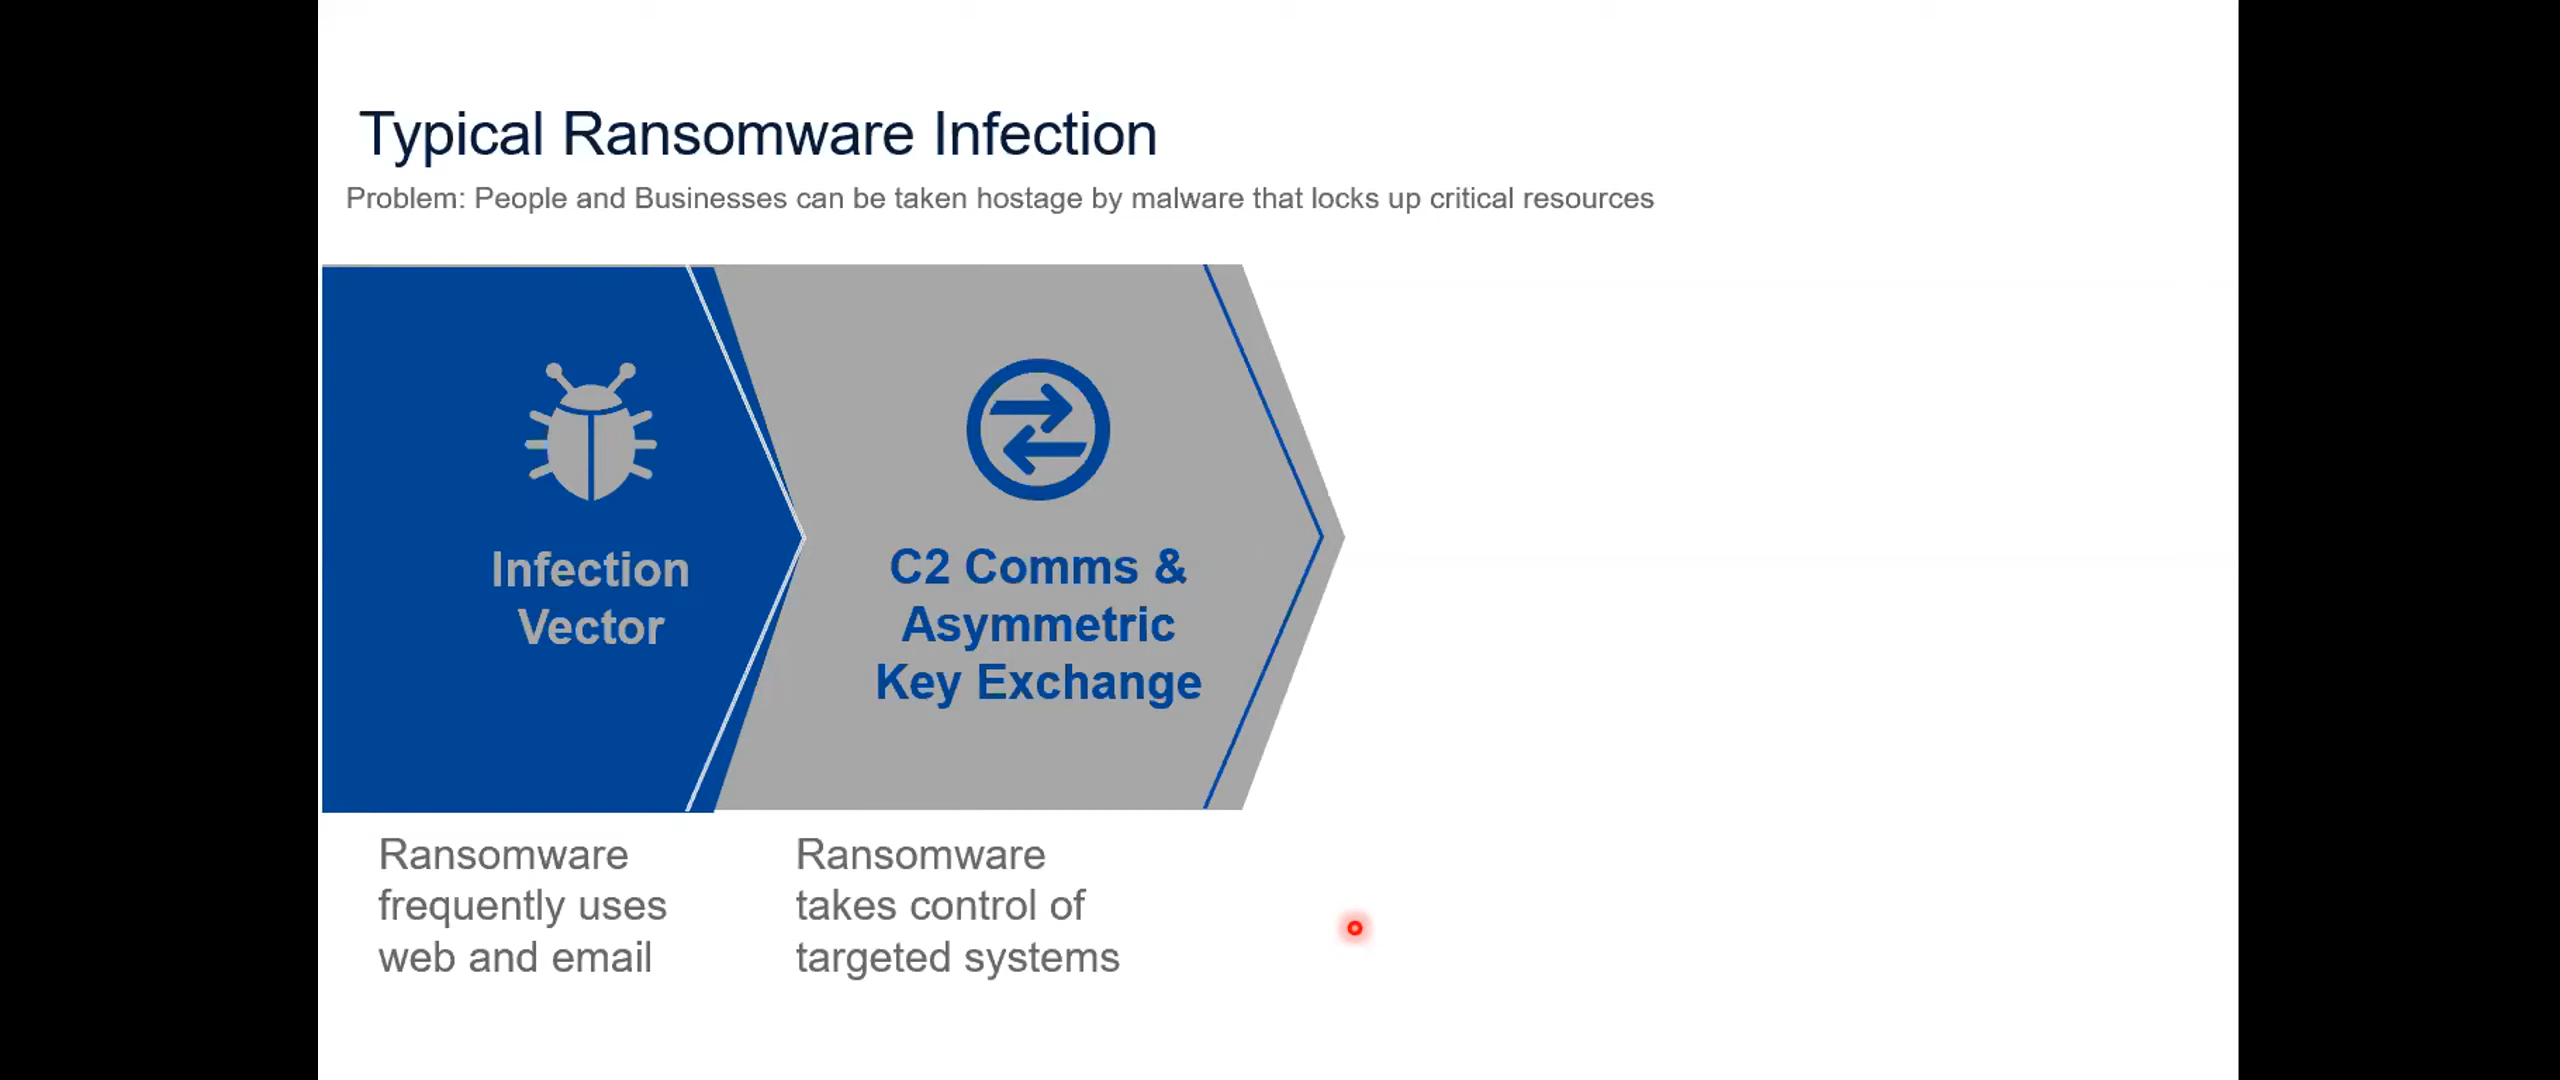 Typical Ransomware Infection
Problem: People and Businesses can be taken hostage by malware that locks up critical resources
Infection
Vector
C2 Comms &
Asymmetric
Key Exchange
Ransomware
frequently uses
web and email
Ransomware
takes control of
targeted systems